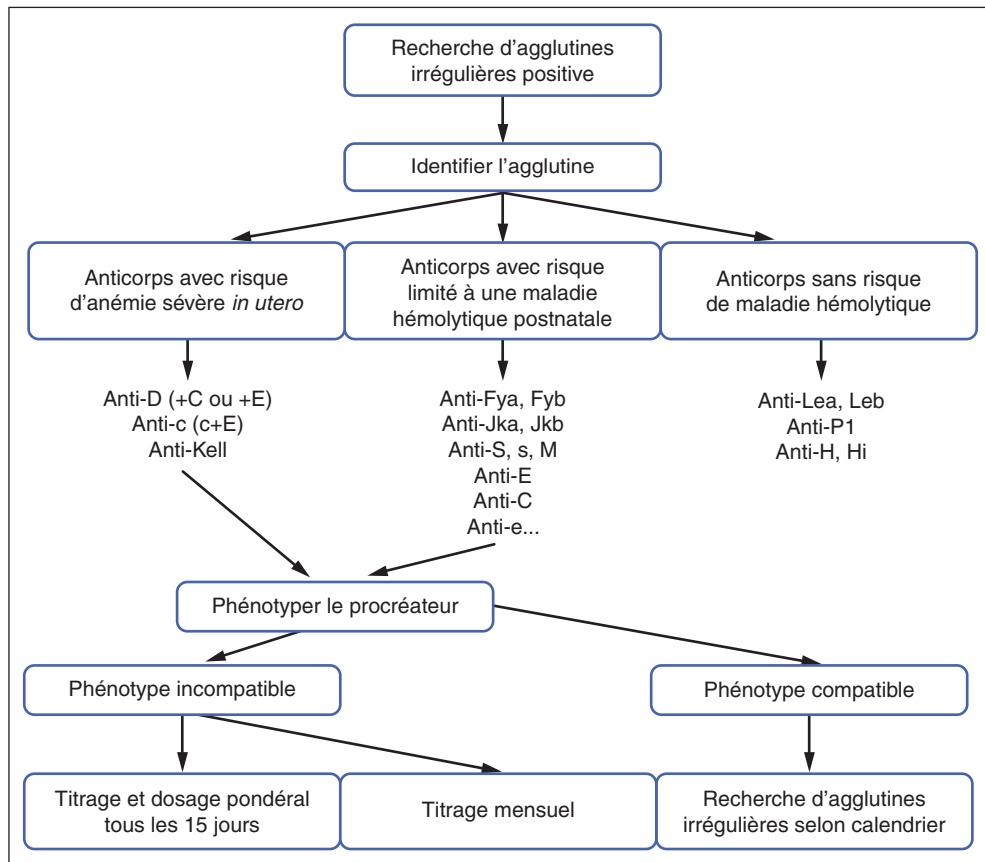 Recherche d'agglutines
irrégulières positive
Identifier l'agglutine
Anticorps avec risque
d'anémie sévère in utero
Anticorps avec risque
limité à une maladie
hémolytique postnatale
Anticorps sans risque
de maladie hémolytique
Anti-D (+C ou +E)
Anti-c (c+E)
Anti-Kell
Anti-Fya, Fyb
Anti-Jka, Jkb
Anti-S, s, M
Anti-E
Anti-C
Anti-e...
Anti-Lea, Leb
Anti-P1
Anti-H, Hi
Phénotyper le procréateur
Phénotype incompatible
Phénotype compatible
Titrage et dosage pondéral
tous les 15 jours
Titrage mensuel
Recherche d'agglutines
irrégulières selon calendrier